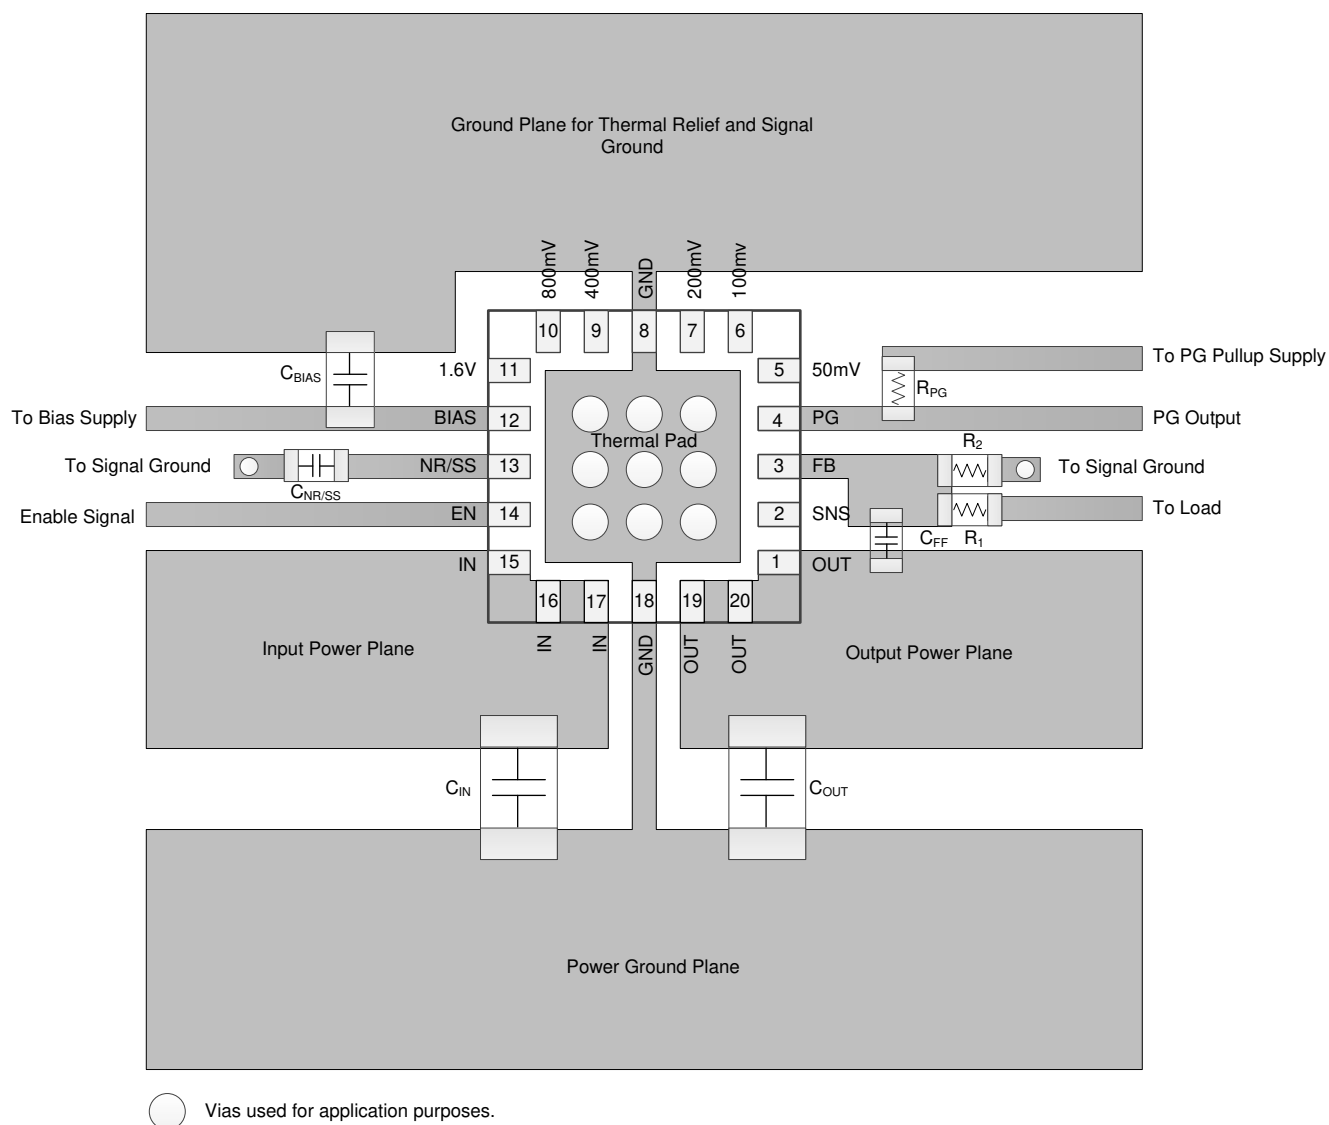 Ground Plane for Thermal Relief and Signal
Ground
800mV
400mV
GND
200mV
100mv
10
9
8
7
6
CBIAS
1.6V
11
5
50mV
To PG Pullup Supply
RPG
To Bias Supply
BIAS
12
4
PG
PG Output
Thermal Pad
R2
To Signal Ground
NR/SS
13
3
FB
To Signal Ground
CNR/SS
Enable Signal
EN
14
2
SNS
To Load
CFF
R1
IN
15
1
OUT
16
17
18
19
20
IN
IN
GND
OUT
OUT
Input Power Plane
Output Power Plane
CIN
COUT
Power Ground Plane
Vias used for application purposes.